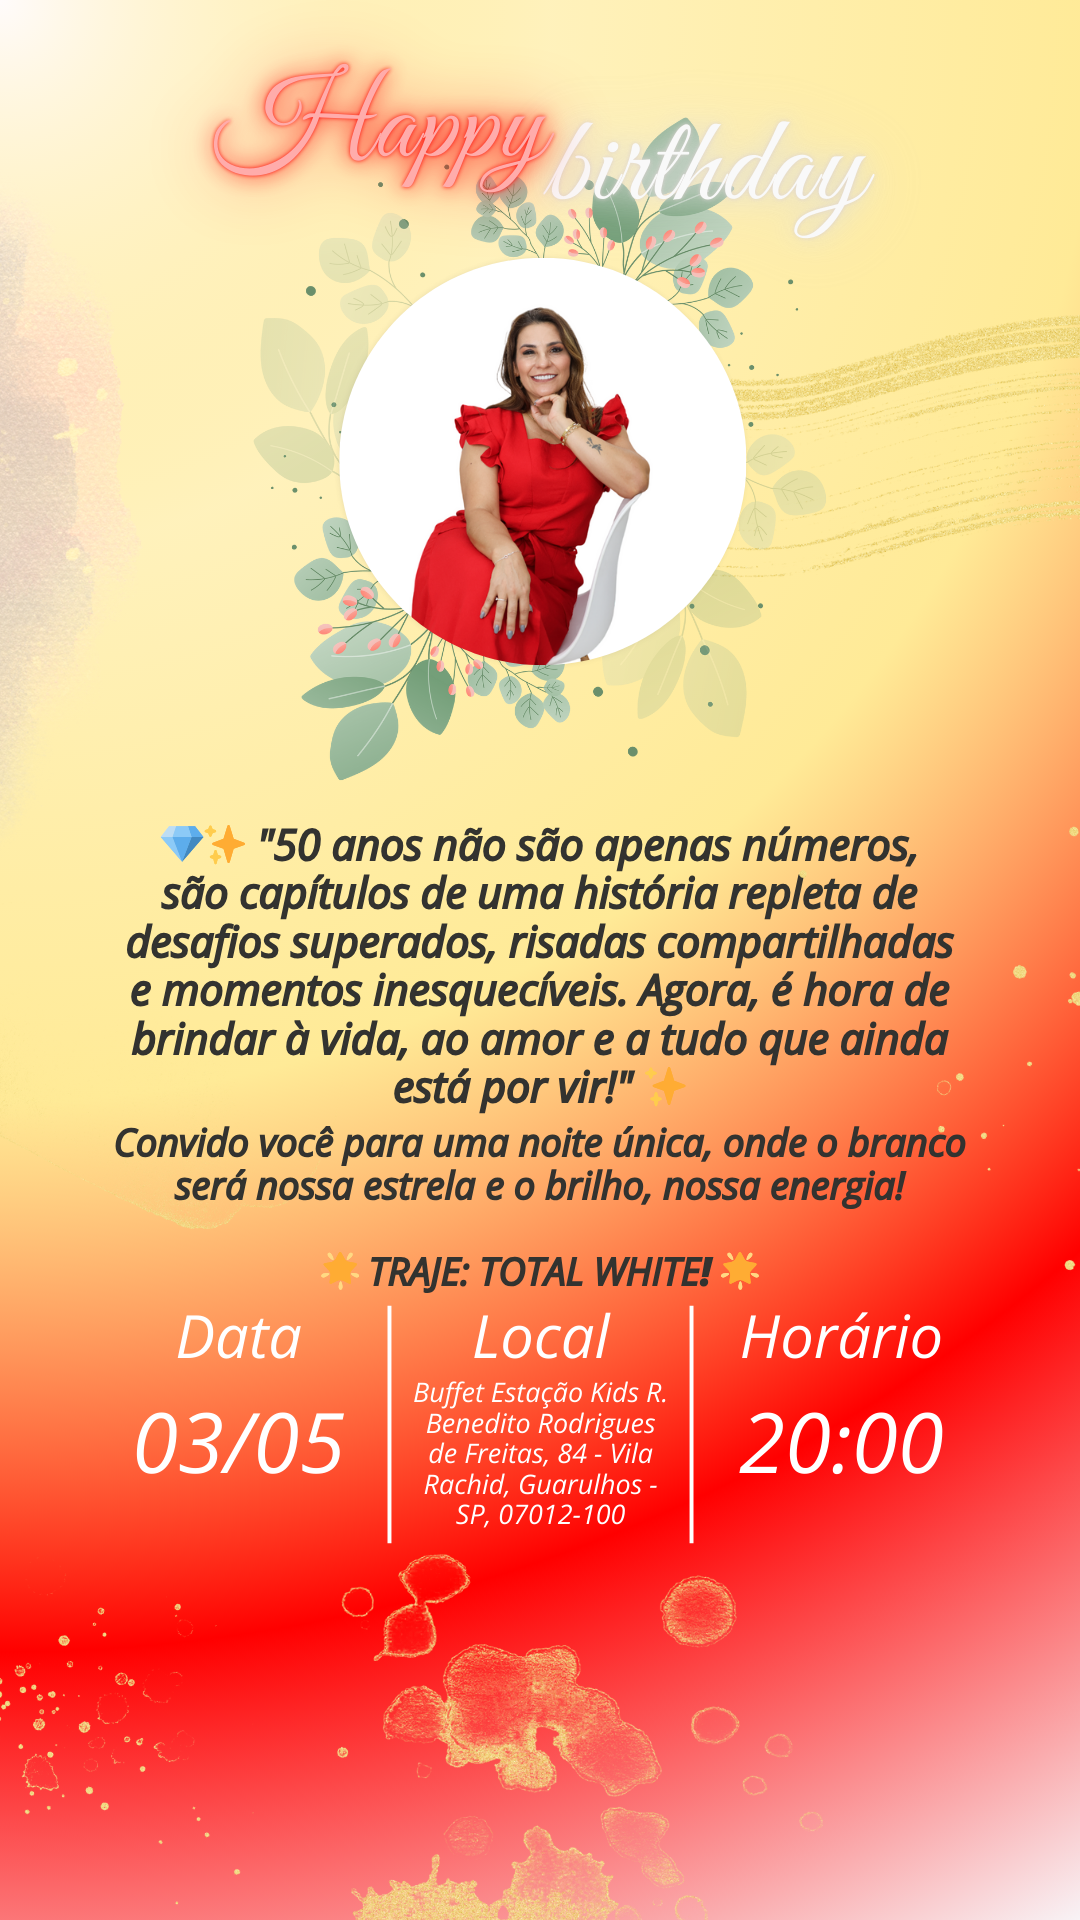 Happy birthday
💎✨ "50 anos não são apenas números,
são capítulos de uma história repleta de
desafios superados, risadas compartilhadas
e momentos inesquecíveis. Agora, é hora de
brindar à vida, ao amor e a tudo que ainda
está por vir!" ✨
Convido você para uma noite única, onde o branco
será nossa estrela e o brilho, nossa energia!
🌟 TRAJE: TOTAL WHITE! 🌟
Data
03/05
Local
Buffet Estação Kids R.
Benedito Rodrigues
de Freitas, 84 - Vila
Rachid, Guarulhos -
SP, 07012-100
Horário
20:00